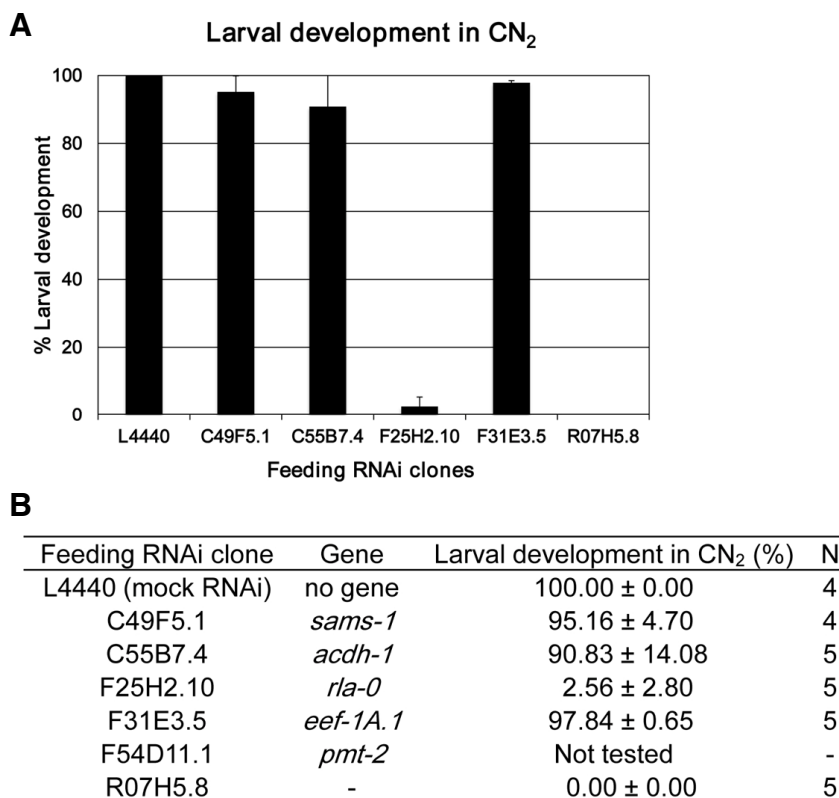 A
Larval development in CN₂
% Larval development
100
80
60
40
20
0
L4440 C49F5.1 C55B7.4 F25H2.10 F31E3.5 R07H5.8
Feeding RNAi clones
B
Feeding RNAi clone Gene Larval development in CN₂ (%) N
L4440 (mock RNAi) no gene 100.00 ± 0.00 4
C49F5.1 sams-1 95.16 ± 4.70 4
C55B7.4 acdh-1 90.83 ± 14.08 5
F25H2.10 rla-0 2.56 ± 2.80 5
F31E3.5 eef-1A.1 97.84 ± 0.65 5
F54D11.1 pmt-2 Not tested -
R07H5.8 - 0.00 ± 0.00 5